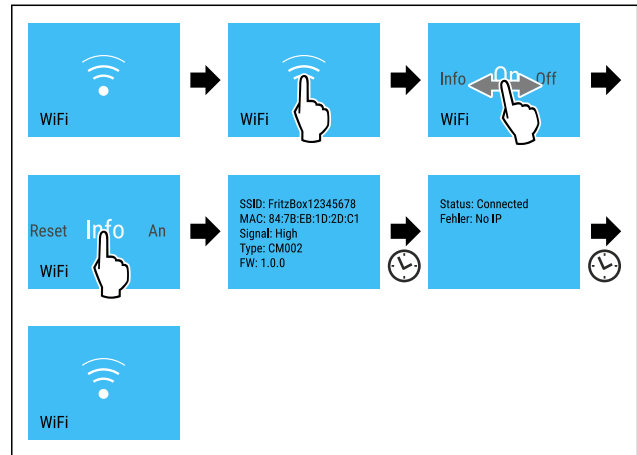 WiFi
WiFi
Info On Off
WiFi
Reset Info An
WiFi
SSID: FritzBox12345678
MAC: 84:7B:EB:1D:2D:C1
Signal: High
Type: CM002
FW: 1.0.0
Status: Connected
Fehler: No IP
WiFi